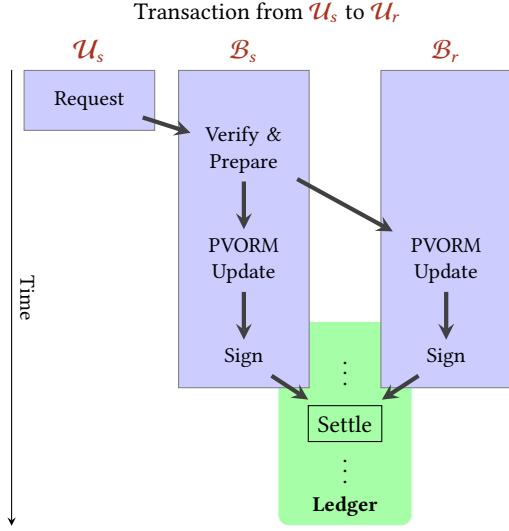 Transaction from 𝒰s to 𝒰r
𝒰s
ℬs
ℬr
Request
Verify &
Prepare
PVORM
Update
PVORM
Update
Time
Sign
Sign
⋮
Settle
⋮
Ledger